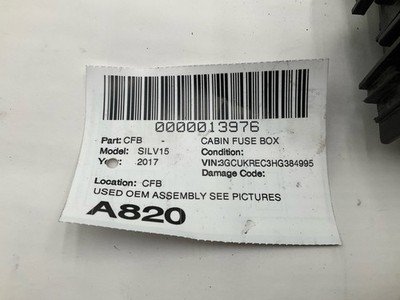 0000013976
Part: CFB - CABIN FUSE BOX
Model: SILV15 Condition:
Year: 2017 VIN:3GCUKREC3HG384995
Damage Code:
Location: CFB
USED OEM ASSEMBLY SEE PICTURES
A820